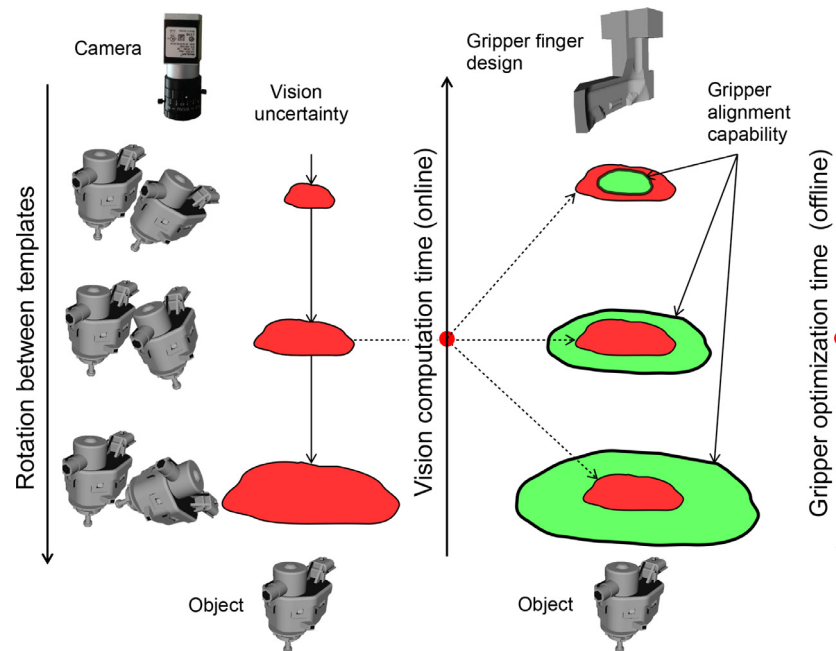 Camera
Vision
uncertainty
Rotation between templates
Object
Vision computation time (online)
Gripper finger
design
Gripper
alignment
capability
Object
Gripper optimization time (offline)